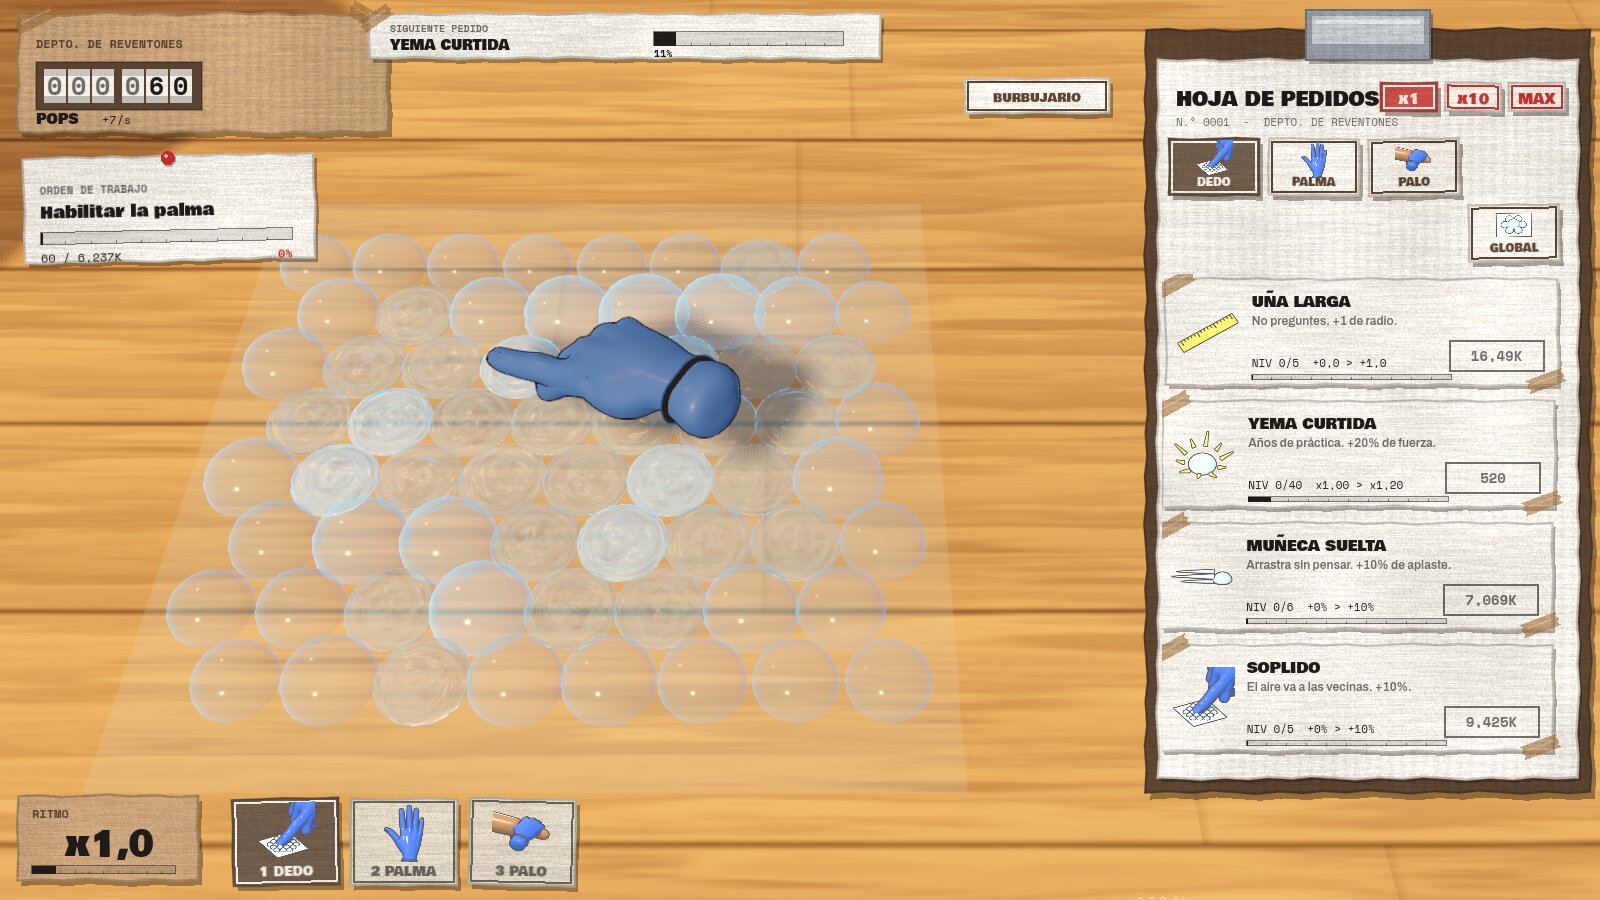 DEPTO. DE REVENTONES
000 060
POPS +7/s
SIGUIENTE PEDIDO
YEMA CURTIDA
11%
BURBUJARIO
ORDEN DE TRABAJO
Habilitar la palma
60 / 6,237K 0%
HOJA DE PEDIDOS x1 x10 MAX
N.° 0001 - DEPTO. DE REVENTONES
DEDO PALMA PALO
GLOBAL
UÑA LARGA
No preguntes. +1 de radio.
NIV 0/5 +0,0 > +1,0
16,49K
YEMA CURTIDA
Años de práctica. +20% de fuerza.
NIV 0/40 x1,00 > x1,20
520
MUÑECA SUELTA
Arrastra sin pensar. +10% de aplaste.
NIV 0/6 +0% > +10%
7,069K
SOPLIDO
El aire va a las vecinas. +10%.
NIV 0/5 +0% > +10%
9,425K
RITMO
x1,0
1 DEDO 2 PALMA 3 PALO